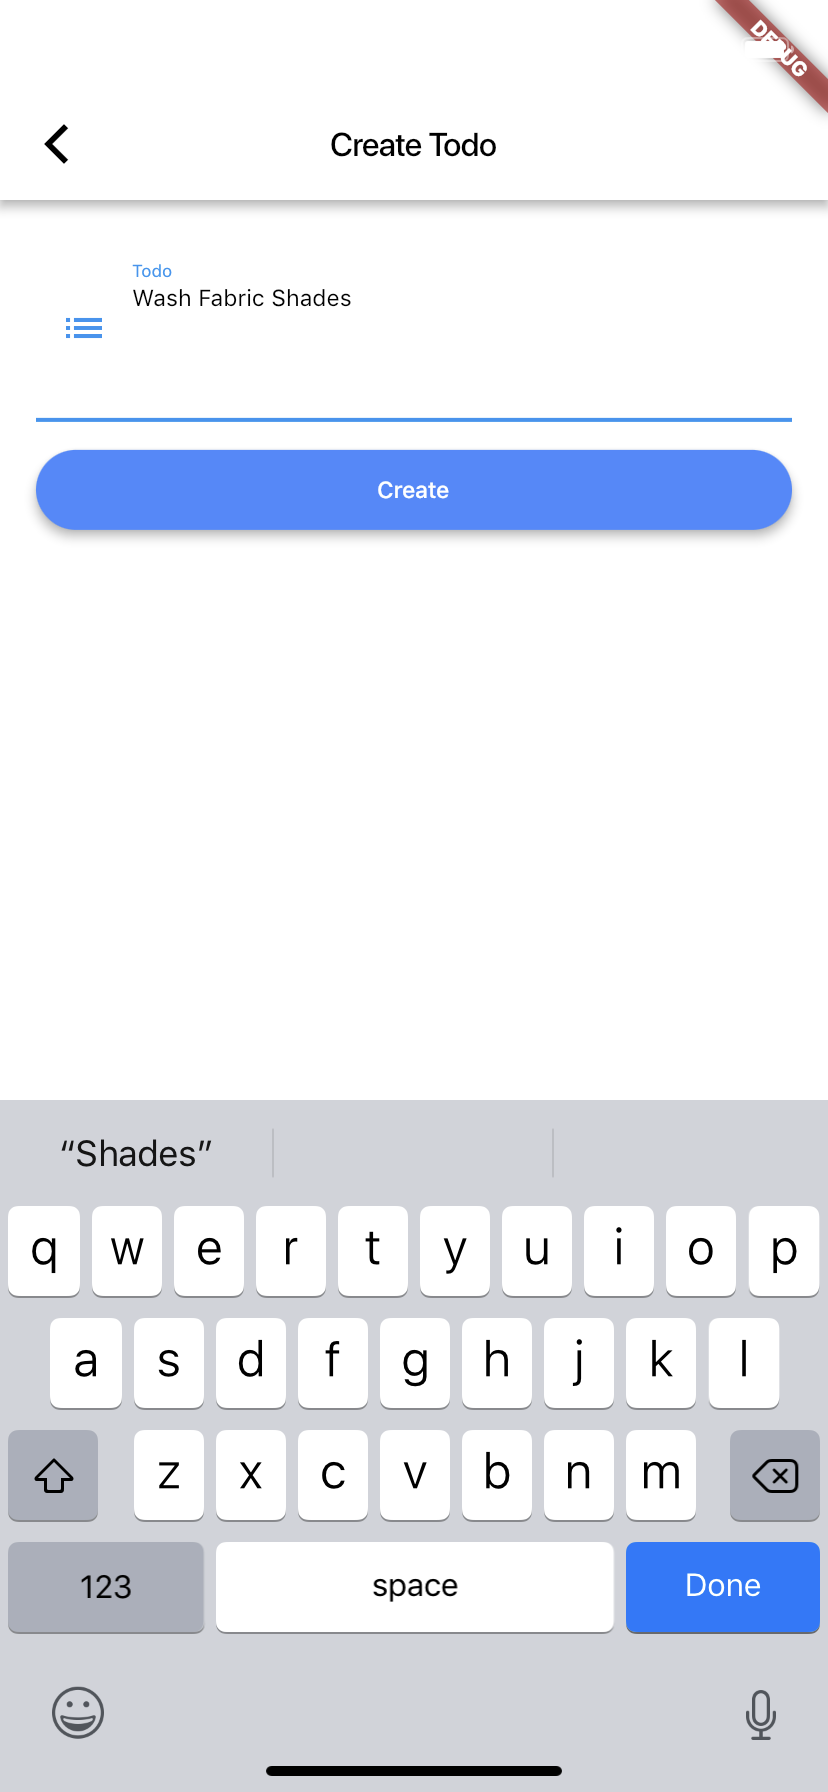 DEBUG
Create Todo
Todo
Wash Fabric Shades
Create
“Shades”
q w e r t y u i o p
a s d f g h j k l
z x c v b n m
123 space Done